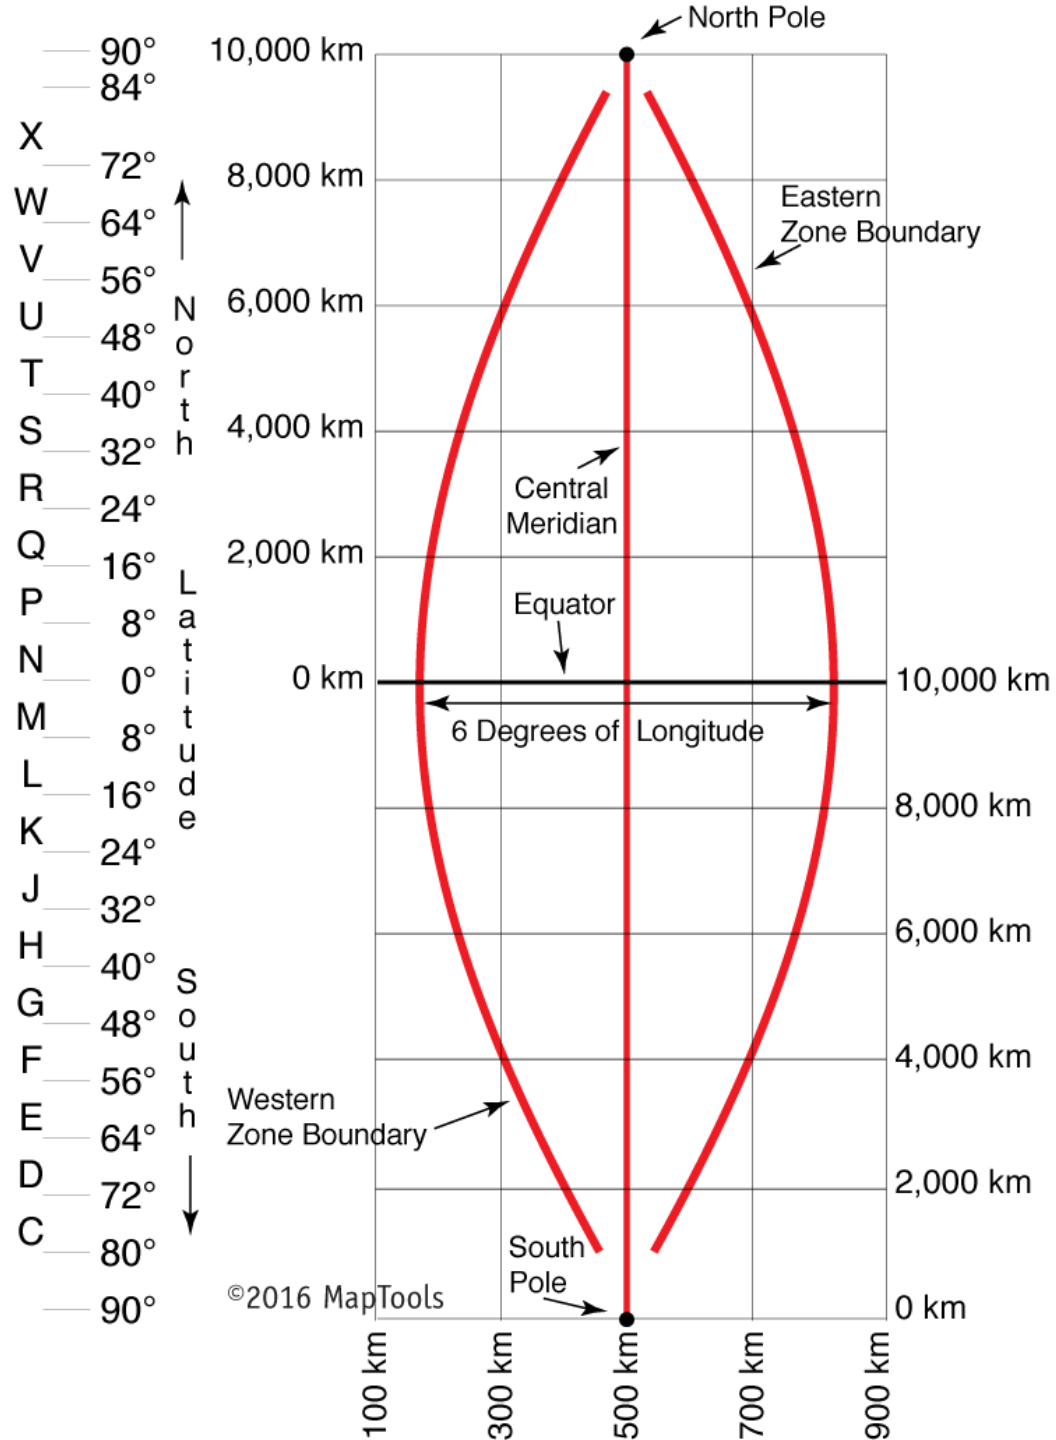 North Pole
90°
84°
X
72°
W
64°
V
56°
U
48°
T
40°
S
32°
R
24°
Q
16°
P
8°
N
0°
M
8°
L
16°
K
24°
J
32°
H
40°
G
48°
F
56°
E
64°
D
72°
C
80°
90°
North
Latitude
South
10,000 km
8,000 km
6,000 km
4,000 km
2,000 km
0 km
Eastern
Zone Boundary
Central
Meridian
Equator
6 Degrees of Longitude
Western
Zone Boundary
South
Pole
10,000 km
8,000 km
6,000 km
4,000 km
2,000 km
0 km
©2016 MapTools
100 km
300 km
500 km
700 km
900 km